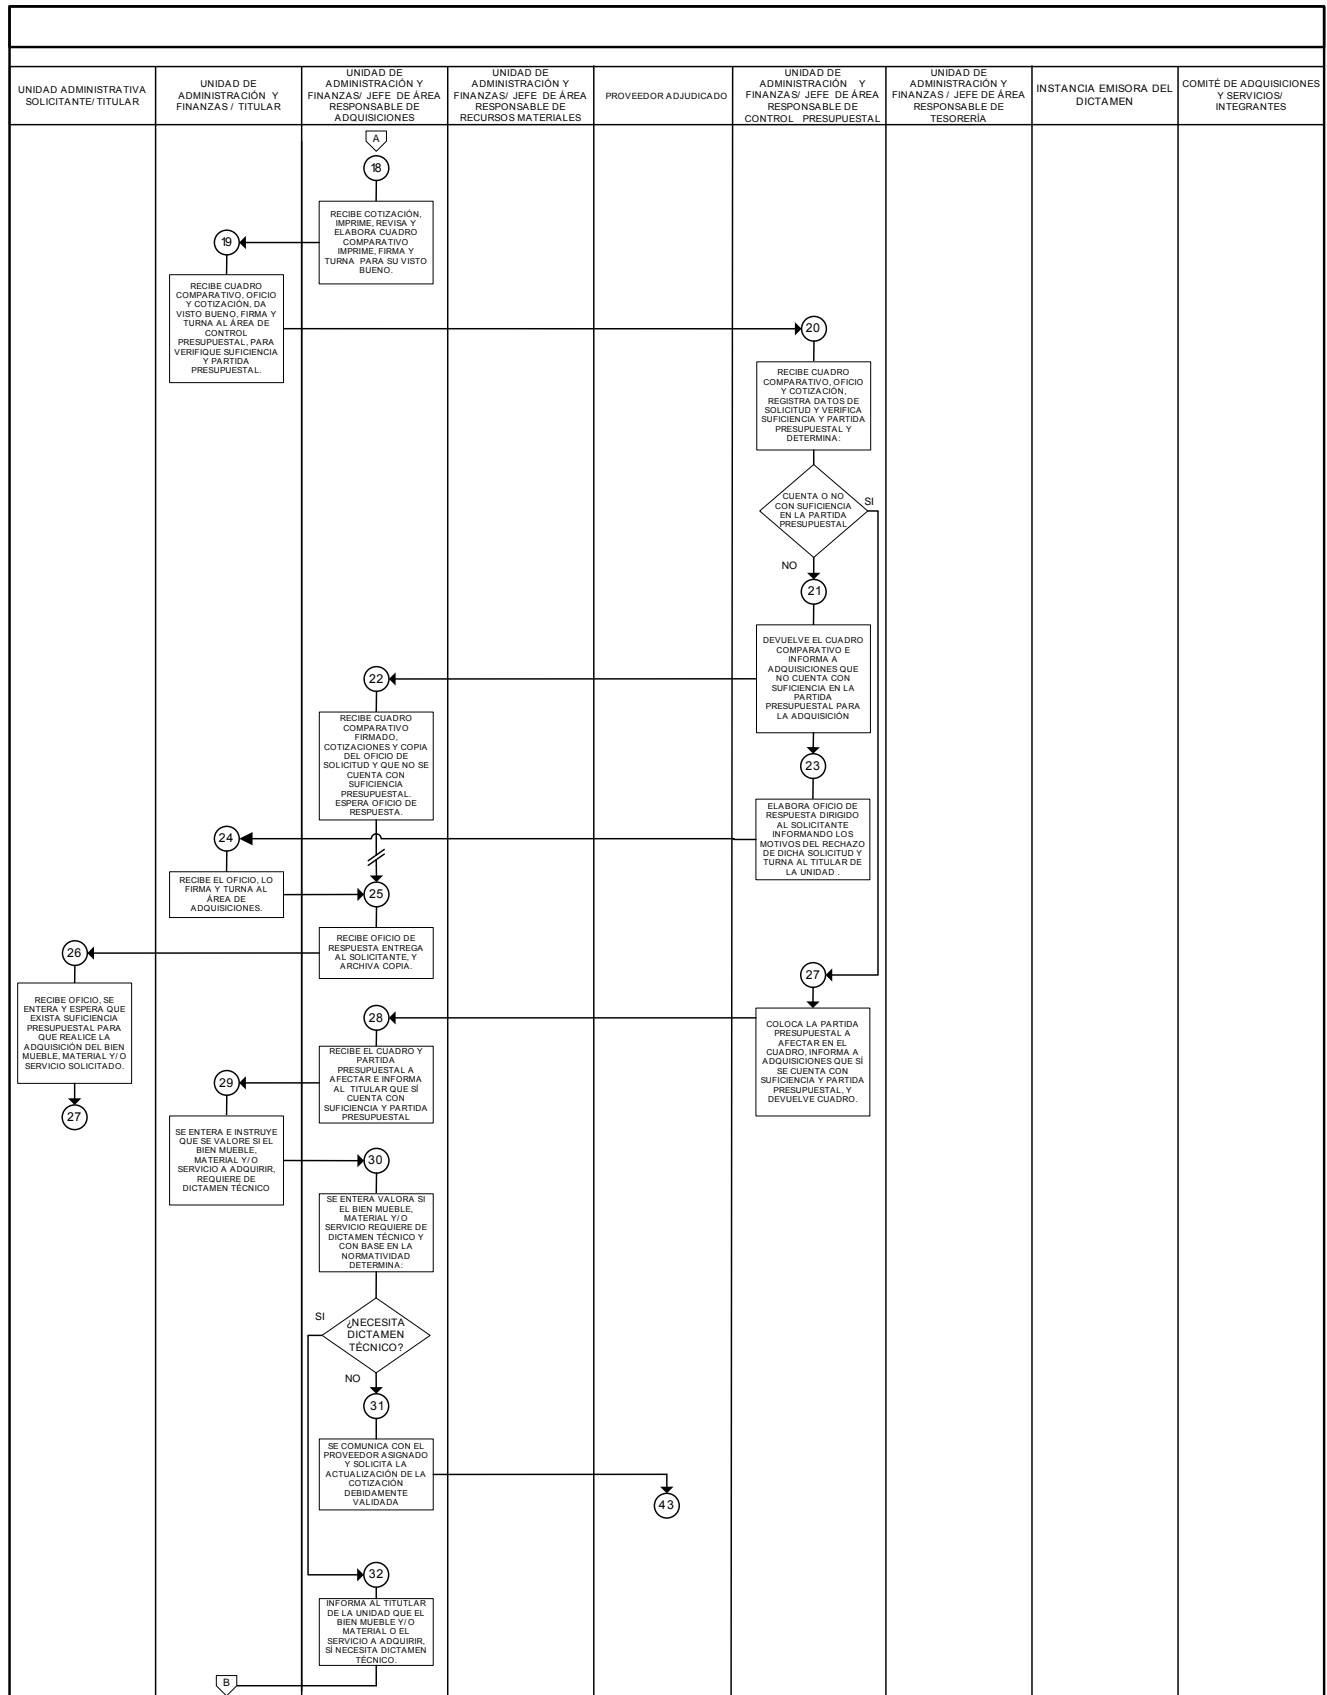 UNIDAD ADMINISTRATIVA
SOLICITANTE/ TITULAR
UNIDAD DE
ADMINISTRACIÓN Y
FINANZAS / TITULAR
UNIDAD DE
ADMINISTRACIÓN Y
FINANZAS/ JEFE DE ÁREA
RESPONSABLE DE
ADQUISICIONES
UNIDAD DE
ADMINISTRACIÓN Y
FINANZAS/ JEFE DE ÁREA
RESPONSABLE DE
RECURSOS MATERIALES
PROVEEDOR ADJUDICADO
UNIDAD DE
ADMINISTRACIÓN Y
FINANZAS/ JEFE DE ÁREA
RESPONSABLE DE
CONTROL PRESUPUESTAL
UNIDAD DE
ADMINISTRACIÓN Y
FINANZAS / JEFE DE ÁREA
RESPONSABLE DE
TESORERÍA
INSTANCIA EMISORA DEL
DICTAMEN
COMITÉ DE ADQUISICIONES
Y SERVICIOS/
INTEGRANTES
A
18
RECIBE COTIZACIÓN,
IMPRIME, REVISA Y
ELABORA CUADRO
COMPARATIVO
IMPRIME, FIRMA Y
TURNA PARA SU VISTO
BUENO.
19
RECIBE CUADRO
COMPARATIVO, OFICIO
Y COTIZACIÓN, DA
VISTO BUENO, FIRMA Y
TURNA AL ÁREA DE
CONTROL
PRESUPUESTAL, PARA
VERIFIQUE SUFICIENCIA
Y PARTIDA
PRESUPUESTAL.
20
RECIBE CUADRO
COMPARATIVO, OFICIO
Y COTIZACIÓN,
REGISTRA DATOS DE
SOLICITUD Y VERIFICA
SUFICIENCIA Y PARTIDA
PRESUPUESTAL Y
DETERMINA:
CUENTA O NO
CON SUFICIENCIA
EN LA PARTIDA
PRESUPUESTAL
SI
NO
21
DEVUELVE EL CUADRO
COMPARATIVO E
INFORMA A
ADQUISICIONES QUE
NO CUENTA CON
SUFICIENCIA EN LA
PARTIDA
PRESUPUESTAL PARA
LA ADQUISICIÓN
22
RECIBE CUADRO
COMPARATIVO
FIRMADO,
COTIZACIONES Y COPIA
DEL OFICIO DE
SOLICITUD Y QUE NO SE
CUENTA CON
SUFICIENCIA
PRESUPUESTAL.
ESPERA OFICIO DE
RESPUESTA.
23
ELABORA OFICIO DE
RESPUESTA DIRIGIDO
AL SOLICITANTE
INFORMANDO LOS
MOTIVOS DEL RECHAZO
DE DICHA SOLICITUD Y
TURNA AL TITULAR DE
LA UNIDAD .
24
RECIBE EL OFICIO, LO
FIRMA Y TURNA AL
ÁREA DE
ADQUISICIONES.
25
RECIBE OFICIO DE
RESPUESTA ENTREGA
AL SOLICITANTE, Y
ARCHIVA COPIA.
26
RECIBE OFICIO, SE
ENTERA Y ESPERA QUE
EXISTA SUFICIENCIA
PRESUPUESTAL PARA
QUE REALICE LA
ADQUISICIÓN DEL BIEN
MUEBLE, MATERIAL Y/ O
SERVICIO SOLICITADO.
27
27
COLOCA LA PARTIDA
PRESUPUESTAL A
AFECTAR EN EL
CUADRO, INFORMA A
ADQUISICIONES QUE SÍ
SE CUENTA CON
SUFICIENCIA Y PARTIDA
PRESUPUESTAL, Y
DEVUELVE CUADRO.
28
RECIBE EL CUADRO Y
PARTIDA
PRESUPUESTAL A
AFECTAR E INFORMA
AL TITULAR QUE SÍ
CUENTA CON
SUFICIENCIA Y PARTIDA
PRESUPUESTAL
29
SE ENTERA E INSTRUYE
QUE SE VALORE SI EL
BIEN MUEBLE,
MATERIAL Y/ O
SERVICIO A ADQUIRIR,
REQUIERE DE
DICTAMEN TÉCNICO
30
SE ENTERA VALORA SI
EL BIEN MUEBLE,
MATERIAL Y/ O
SERVICIO REQUIERE DE
DICTAMEN TÉCNICO Y
CON BASE EN LA
NORMATIVIDAD
DETERMINA:
SI
¿NECESITA
DICTAMEN
TÉCNICO?
NO
31
SE COMUNICA CON EL
PROVEEDOR ASIGNADO
Y SOLICITA LA
ACTUALIZACIÓN DE LA
COTIZACIÓN
DEBIDAMENTE
VALIDADA
43
32
INFORMA AL TITUTLAR
DE LA UNIDAD QUE EL
BIEN MUEBLE Y/ O
MATERIAL O EL
SERVICIO A ADQUIRIR,
SÍ NECESITA DICTAMEN
TÉCNICO.
B